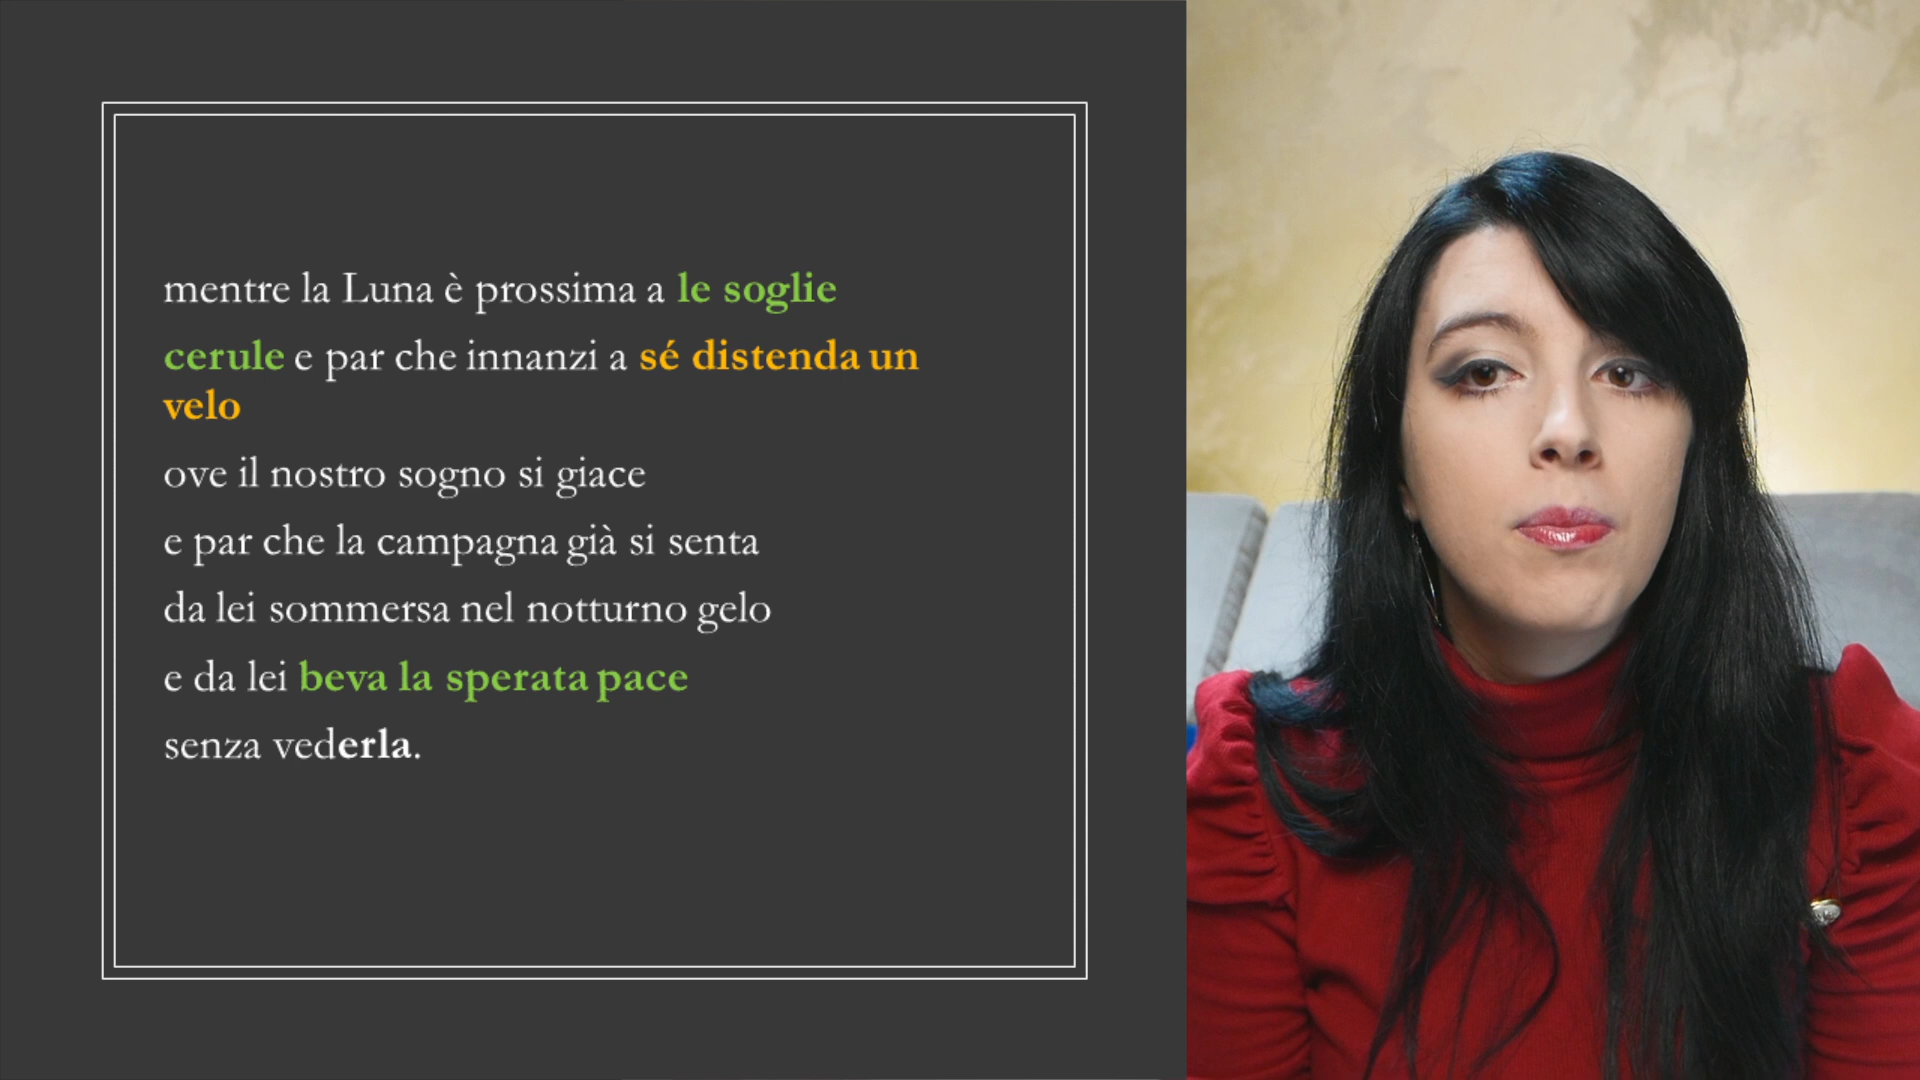 mentre la Luna è prossima a le soglie
cerule e par che innanzi a sé distenda un
velo
ove il nostro sogno si giace
e par che la campagna già si senta
da lei sommersa nel notturno gelo
e da lei beva la sperata pace
senza vederla.